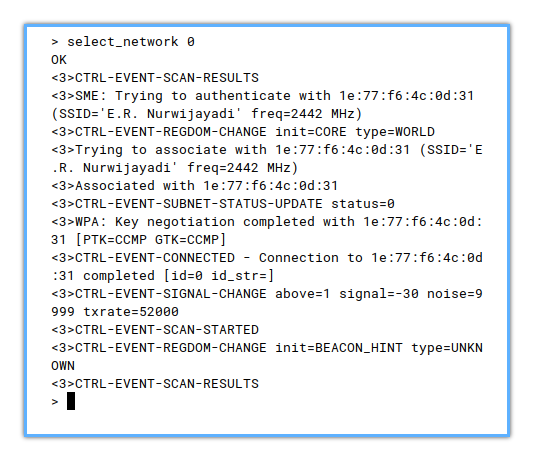 > select_network 0
OK
<3>CTRL-EVENT-SCAN-RESULTS
<3>SME: Trying to authenticate with 1e:77:f6:4c:0d:31
(SSID='E.R. Nurwijayadi' freq=2442 MHz)
<3>CTRL-EVENT-REGDOM-CHANGE init=CORE type=WORLD
<3>Trying to associate with 1e:77:f6:4c:0d:31 (SSID='E
.R. Nurwijayadi' freq=2442 MHz)
<3>Associated with 1e:77:f6:4c:0d:31
<3>CTRL-EVENT-SUBNET-STATUS-UPDATE status=0
<3>WPA: Key negotiation completed with 1e:77:f6:4c:0d:
31 [PTK=CCMP GTK=CCMP]
<3>CTRL-EVENT-CONNECTED - Connection to 1e:77:f6:4c:0d
:31 completed [id=0 id_str=]
<3>CTRL-EVENT-SIGNAL-CHANGE above=1 signal=-30 noise=9
999 txrate=52000
<3>CTRL-EVENT-SCAN-STARTED
<3>CTRL-EVENT-REGDOM-CHANGE init=BEACON_HINT type=UNKN
OWN
<3>CTRL-EVENT-SCAN-RESULTS
>